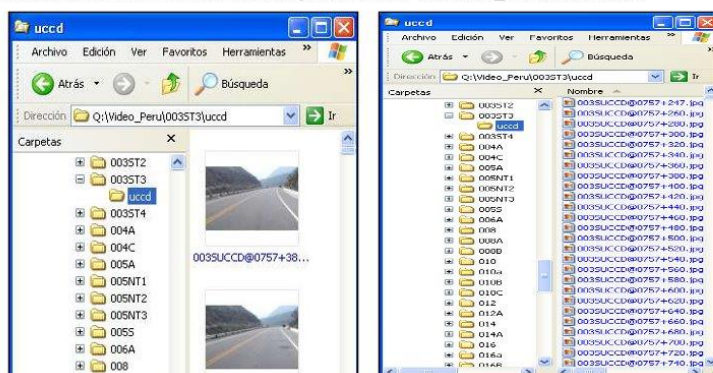 uccd
Archivo Edición Ver Favoritos Herramientas »
Atrás Búsqueda »
Dirección Q:\Video_Peru\003ST3\uccd Ir
Carpetas ×
003ST2
003ST3
uccd
003ST4
004A
004C
005A
005NT1
005NT2
005NT3
005S
006A
008
003SUCCD@0757+38...
uccd
Archivo Edición Ver Favoritos Herramientas »
Atrás Búsqueda
Dirección Q:\Video_Peru\003ST3\uccd Ir
Carpetas ×
003ST2
003ST3
uccd
003ST4
004A
004C
005A
005NT1
005NT2
005NT3
005S
006A
008
008A
008B
010
010a
010B
010C
012
012A
014
014A
016
016a
016B
Nombre
003SUCCD@0757+247.jpg
003SUCCD@0757+260.jpg
003SUCCD@0757+280.jpg
003SUCCD@0757+300.jpg
003SUCCD@0757+320.jpg
003SUCCD@0757+340.jpg
003SUCCD@0757+360.jpg
003SUCCD@0757+380.jpg
003SUCCD@0757+400.jpg
003SUCCD@0757+420.jpg
003SUCCD@0757+440.jpg
003SUCCD@0757+460.jpg
003SUCCD@0757+480.jpg
003SUCCD@0757+500.jpg
003SUCCD@0757+520.jpg
003SUCCD@0757+540.jpg
003SUCCD@0757+560.jpg
003SUCCD@0757+580.jpg
003SUCCD@0757+600.jpg
003SUCCD@0757+620.jpg
003SUCCD@0757+640.jpg
003SUCCD@0757+660.jpg
003SUCCD@0757+680.jpg
003SUCCD@0757+700.jpg
003SUCCD@0757+720.jpg
003SUCCD@0757+740.jpg